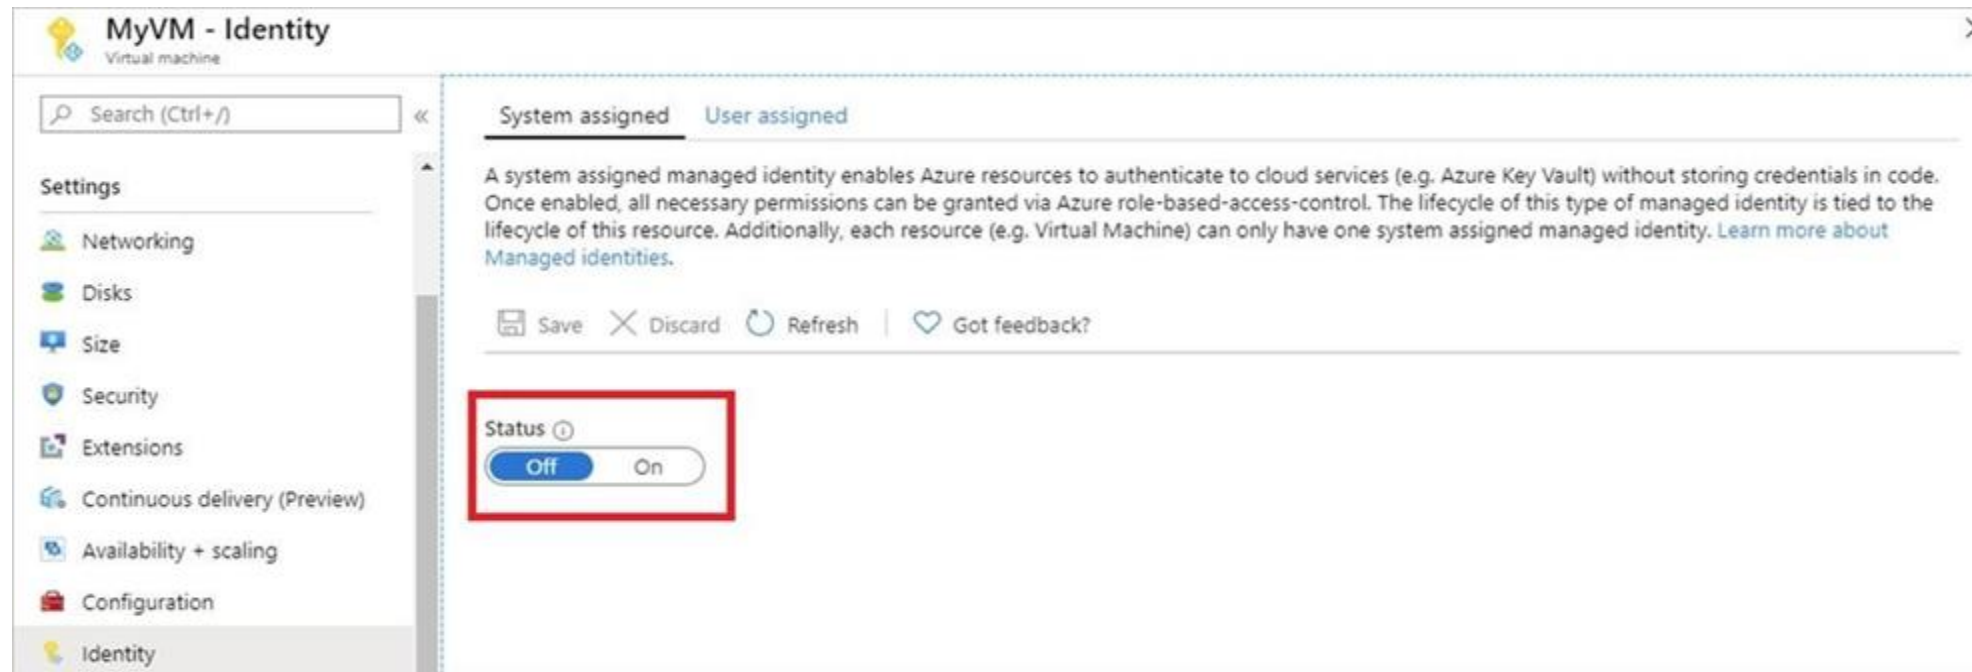 MyVM - Identity
Virtual machine
Search (Ctrl+/)
«
Settings
Networking
Disks
Size
Security
Extensions
Continuous delivery (Preview)
Availability + scaling
Configuration
Identity
System assigned User assigned
A system assigned managed identity enables Azure resources to authenticate to cloud services (e.g. Azure Key Vault) without storing credentials in code.
Once enabled, all necessary permissions can be granted via Azure role-based-access-control. The lifecycle of this type of managed identity is tied to the
lifecycle of this resource. Additionally, each resource (e.g. Virtual Machine) can only have one system assigned managed identity. Learn more about
Managed identities.
Save Discard Refresh Got feedback?
Status
Off On